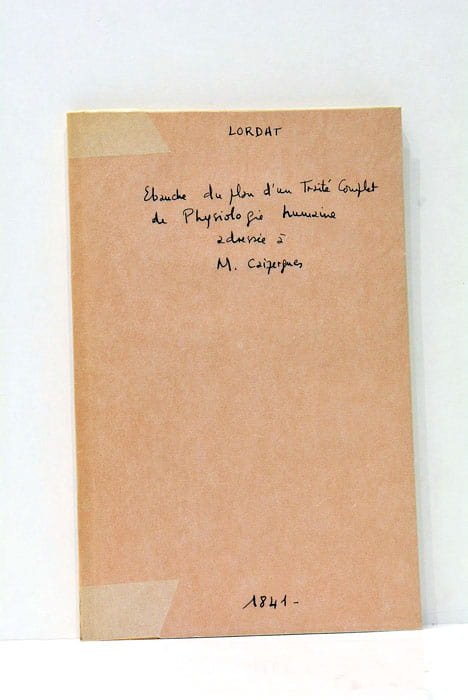 LORDAT
Ebauche du plan d'un Traité Complet
de Physiologie humaine
adressée à
M. Caizergues
1841-